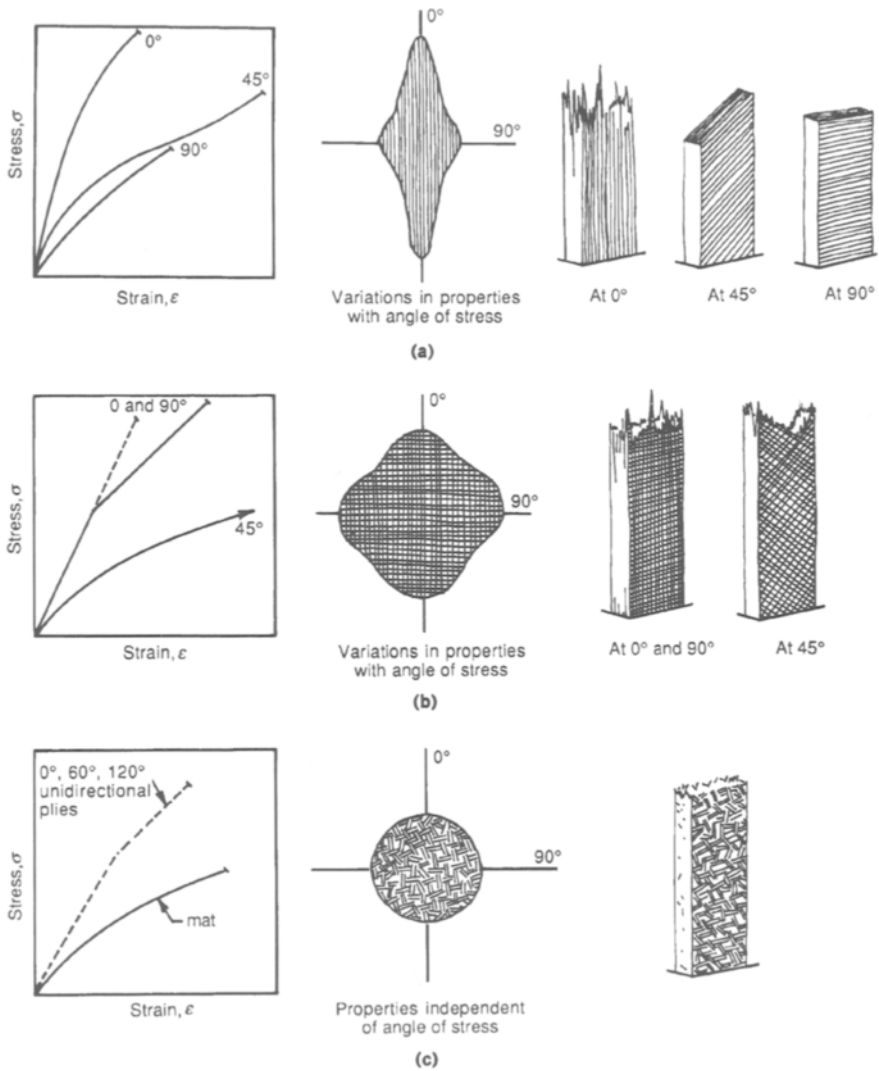 Stress, σ
0°
45°
90°
Strain, ε
0°
90°
Variations in properties
with angle of stress
At 0°
At 45°
At 90°
(a)
Stress, σ
0 and 90°
45°
Strain, ε
0°
90°
Variations in properties
with angle of stress
At 0° and 90°
At 45°
(b)
Stress, σ
0°, 60°, 120°
unidirectional
plies
mat
Strain, ε
0°
90°
Properties independent
of angle of stress
(c)